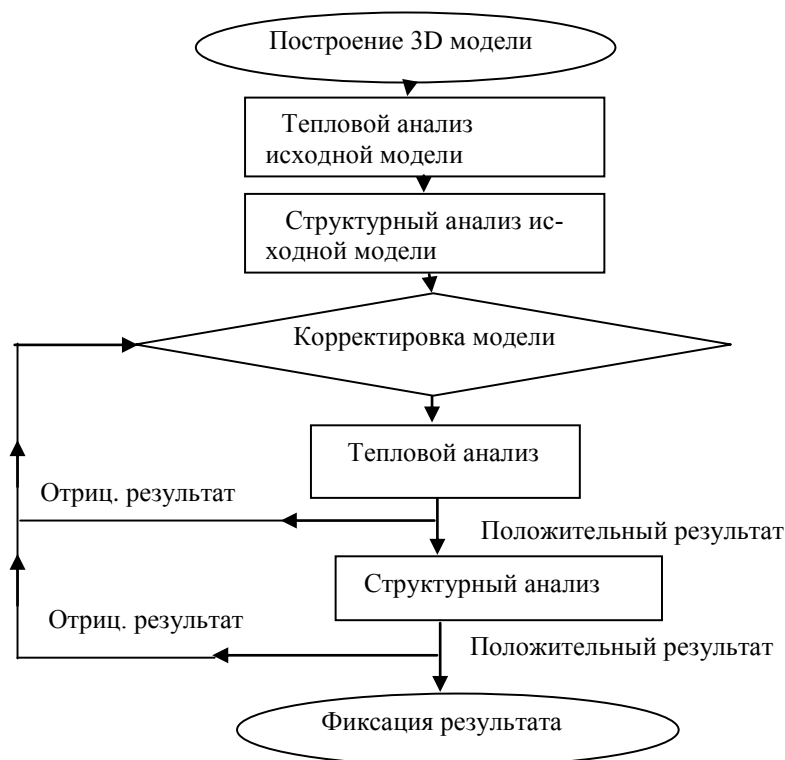 Построение 3D модели
Тепловой анализ
исходной модели
Структурный анализ ис-
ходной модели
Корректировка модели
Тепловой анализ
Отриц. результат
Положительный результат
Структурный анализ
Отриц. результат
Положительный результат
Фиксация результата